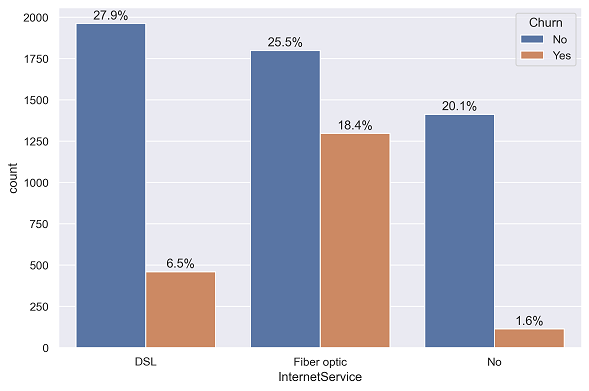 27.9%
2000
Churn
No
Yes
25.5%
1750
1500
20.1%
18.4%
1250
count
1000
750
6.5%
500
250
1.6%
0
DSL
Fiber optic
No
InternetService